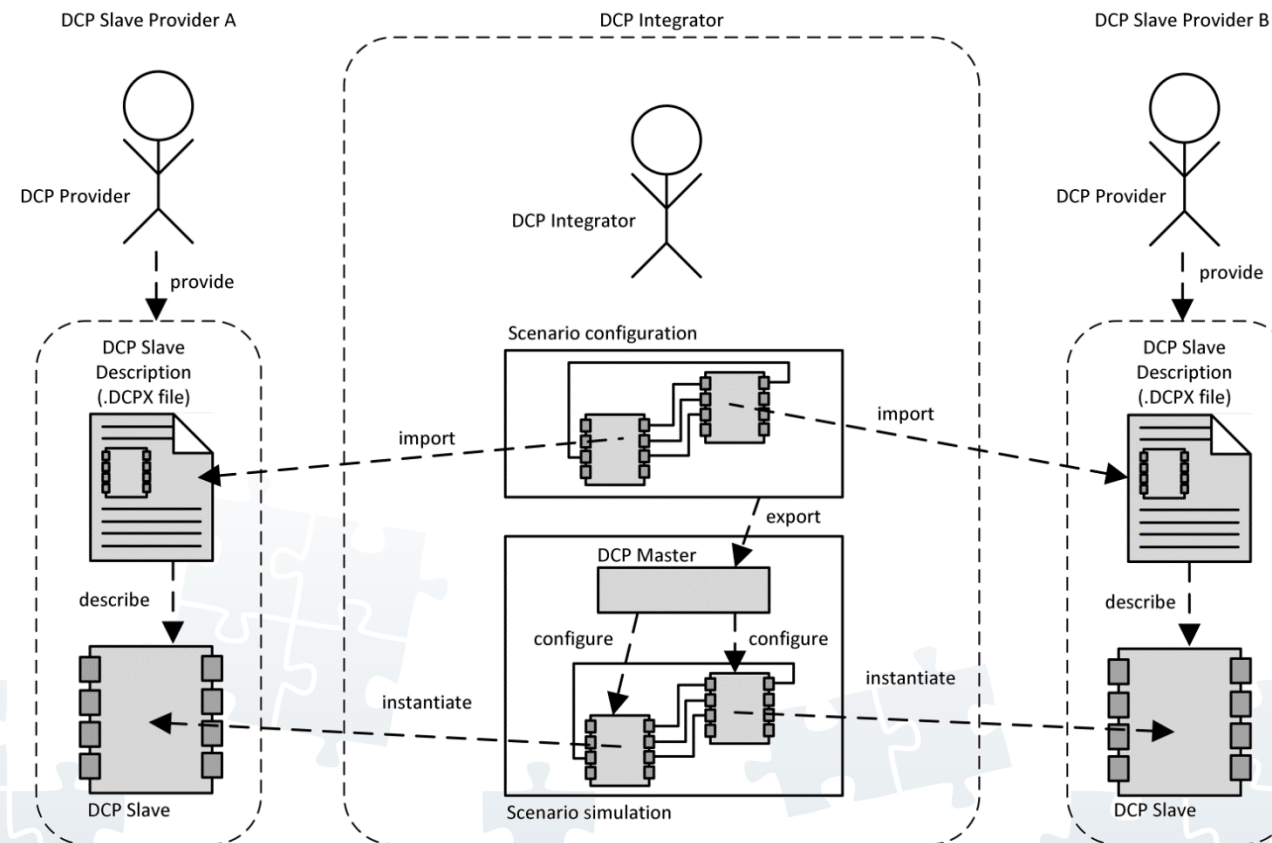 DCP Slave Provider A
DCP Integrator
DCP Slave Provider B
DCP Provider
DCP Integrator
DCP Provider
provide
provide
DCP Slave
Description
(.DCPX file)
Scenario configuration
DCP Slave
Description
(.DCPX file)
import
import
export
DCP Master
describe
configure
configure
describe
instantiate
instantiate
DCP Slave
Scenario simulation
DCP Slave